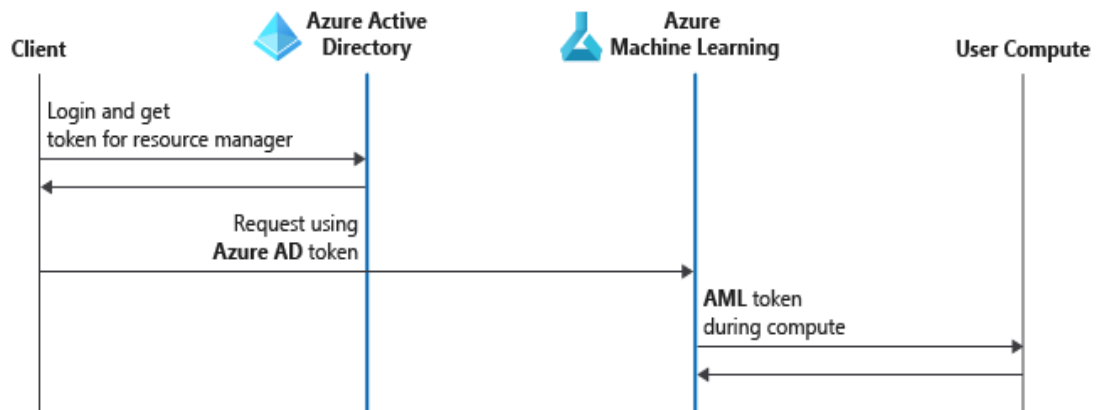 Client
Azure Active
Directory
Azure
Machine Learning
User Compute
Login and get
token for resource manager
Request using
Azure AD token
AML token
during compute